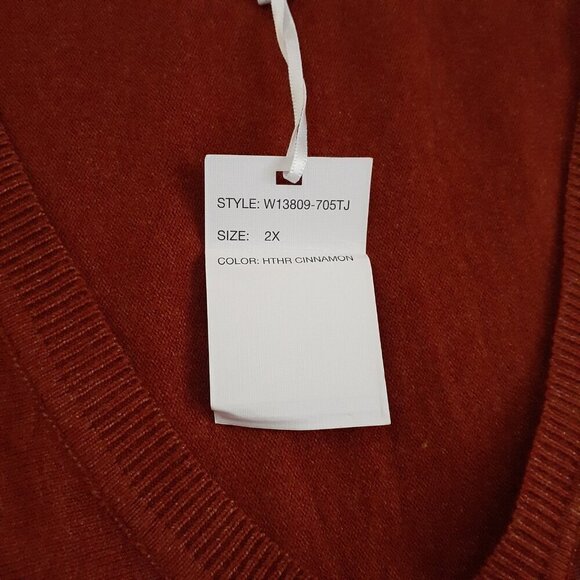 STYLE: W13809-705TJ
SIZE: 2X
COLOR: HTHR CINNAMON